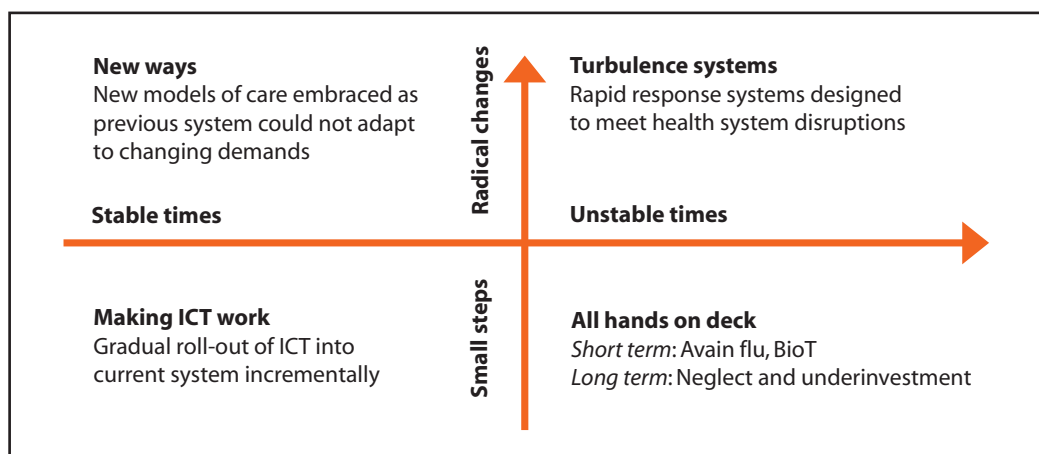 New ways
New models of care embraced as
previous system could not adapt
to changing demands
Radical changes
Turbulence systems
Rapid response systems designed
to meet health system disruptions
Stable times
Unstable times
Making ICT work
Gradual roll-out of ICT into
current system incrementally
Small steps
All hands on deck
Short term: Avain flu, BioT
Long term: Neglect and underinvestment